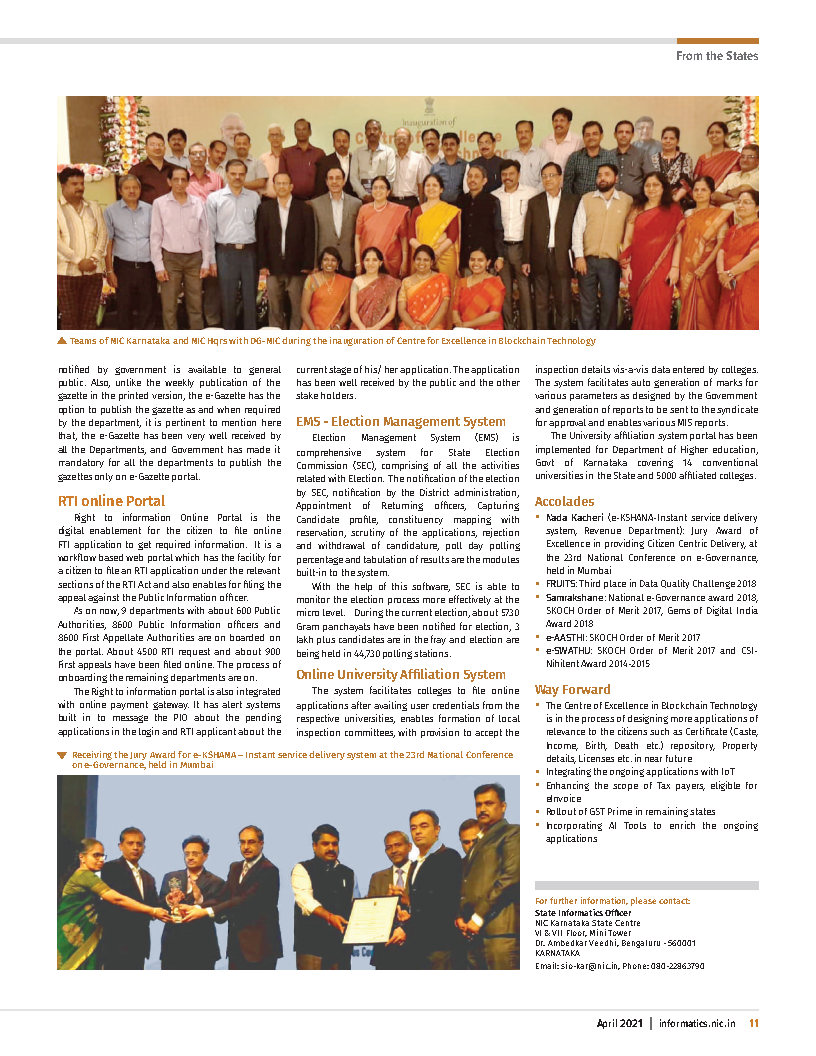 From the States
Inauguration of
Teams of NIC Karnataka and NIC Hqrs with DG-NIC during the inauguration of Centre for Excellence in Blockchain Technology
notified by government is available to general
public. Also, unlike the weekly publication of the
gazette in the printed version, the e-Gazette has the
option to publish the gazette as and when required
by the department, it is pertinent to mention here
that, the e-Gazette has been very well received by
all the Departments, and Government has made it
mandatory for all the departments to publish the
gazettes only on e-Gazette portal.
RTI online Portal
Right to information Online Portal is the
digital enablement for the citizen to file online
FTI application to get required information. It is a
workflow based web portal which has the facility for
a citizen to file an RTI application under the relevant
sections of the RTI Act and also enables for filing the
appeal against the Public Information officer.
As on now, 9 departments with about 600 Public
Authorities, 8600 Public Information officers and
8600 First Appellate Authorities are on boarded on
the portal. About 4500 RTI request and about 900
First appeals have been filed online. The process of
onboarding the remaining departments are on.
The Right to information portal is also integrated
with online payment gateway. It has alert systems
built in to message the PIO about the pending
applications in the login and RTI applicant about the
current stage of his/ her application. The application
has been well received by the public and the other
stake holders.
EMS - Election Management System
Election Management System (EMS) is
comprehensive system for State Election
Commission (SEC), comprising of all the activities
related with Election. The notification of the election
by SEC, notification by the District administration,
Appointment of Returning officers, Capturing
Candidate profile, constituency mapping with
reservation, scrutiny of the applications, rejection
and withdrawal of candidature, poll day polling
percentage and tabulation of results are the modules
built-in to the system.
With the help of this software, SEC is able to
monitor the election process more effectively at the
micro level. During the current election, about 5730
Gram panchayats have been notified for election, 3
lakh plus candidates are in the fray and election are
being held in 44,730 polling stations.
Online University Affiliation System
The system facilitates colleges to file online
applications after availing user credentials from the
respective universities, enables formation of local
inspection committees, with provision to accept the
inspection details vis-a-vis data entered by colleges.
The system facilitates auto generation of marks for
various parameters as designed by the Government
and generation of reports to be sent to the syndicate
for approval and enables various MIS reports.
The University affiliation system portal has been
implemented for Department of Higher education,
Govt of Karnataka covering 14 conventional
universities in the State and 5000 affiliated colleges.
Accolades
• Nada Kacheri (e-KSHANA-Instant service delivery
system, Revenue Department): Jury Award of
Excellence in providing Citizen Centric Delivery, at
the 23rd National Conference on e-Governance,
held in Mumbai
• FRUITS: Third place in Data Quality Challenge 2018
• Samrakshane: National e-Governance award 2018,
SKOCH Order of Merit 2017, Gems of Digital India
Award 2018
• e-AASTHI: SKOCH Order of Merit 2017
• e-SWATHU: SKOCH Order of Merit 2017 and CSI-
Nihilent Award 2014-2015
Way Forward
• The Centre of Excellence in Blockchain Technology
is in the process of designing more applications of
relevance to the citizens such as Certificate (Caste,
Income, Birth, Death etc.) repository, Property
details, Licenses etc. in near future
• Integrating the ongoing applications with IoT
• Enhancing the scope of Tax payers, eligible for
eInvoice
• Rollout of GST Prime in remaining states
• Incorporating AI Tools to enrich the ongoing
applications
Receiving the Jury Award for e-KSHAMA – Instant service delivery system at the 23rd National Conference
on e-Governance, held in Mumbai
For further information, please contact:
State Informatics Officer
NIC Karnataka State Centre
VI & VII Floor, Mini Tower
Dr. Ambedkar Veedhi, Bengaluru - 560001
KARNATAKA
Email: sio-kar@nic.in, Phone: 080-22863790
April 2021 | informatics.nic.in 11